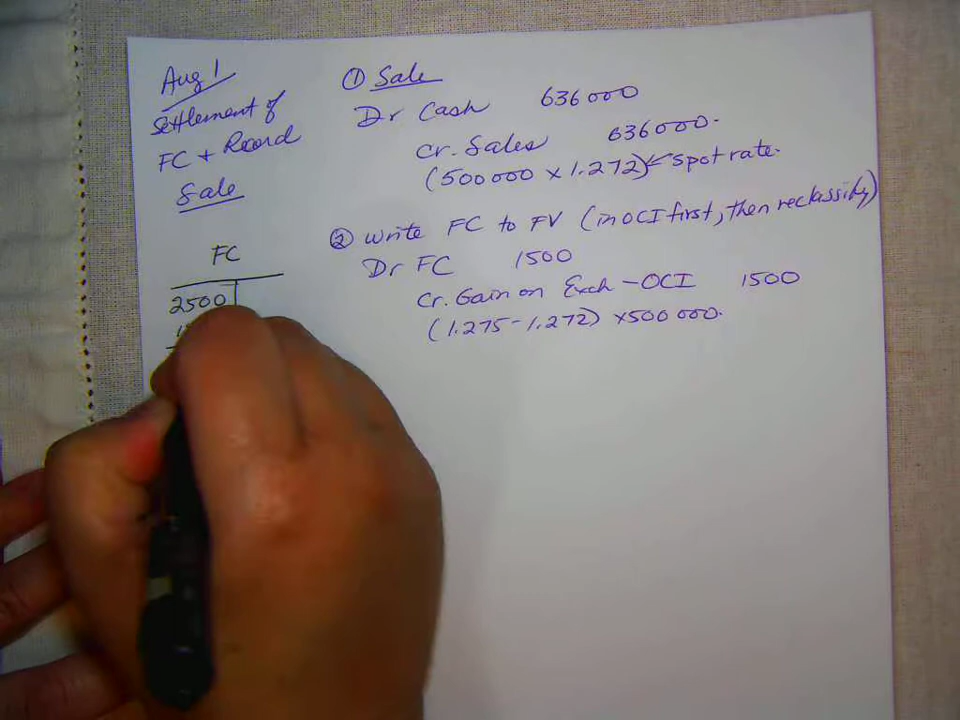 Aug 1
Settlement of
FC + Record
Sale
FC
2500
① Sale
Dr Cash 636 000
Cr. Sales 636 000.
(500 000 x 1.272) ← spot rate.
② Write FC to FV (in OCI first, then reclassify)
Dr FC 1500
Cr. Gain on Exch - OCI 1500
(1.275 - 1.272) x 500 000.